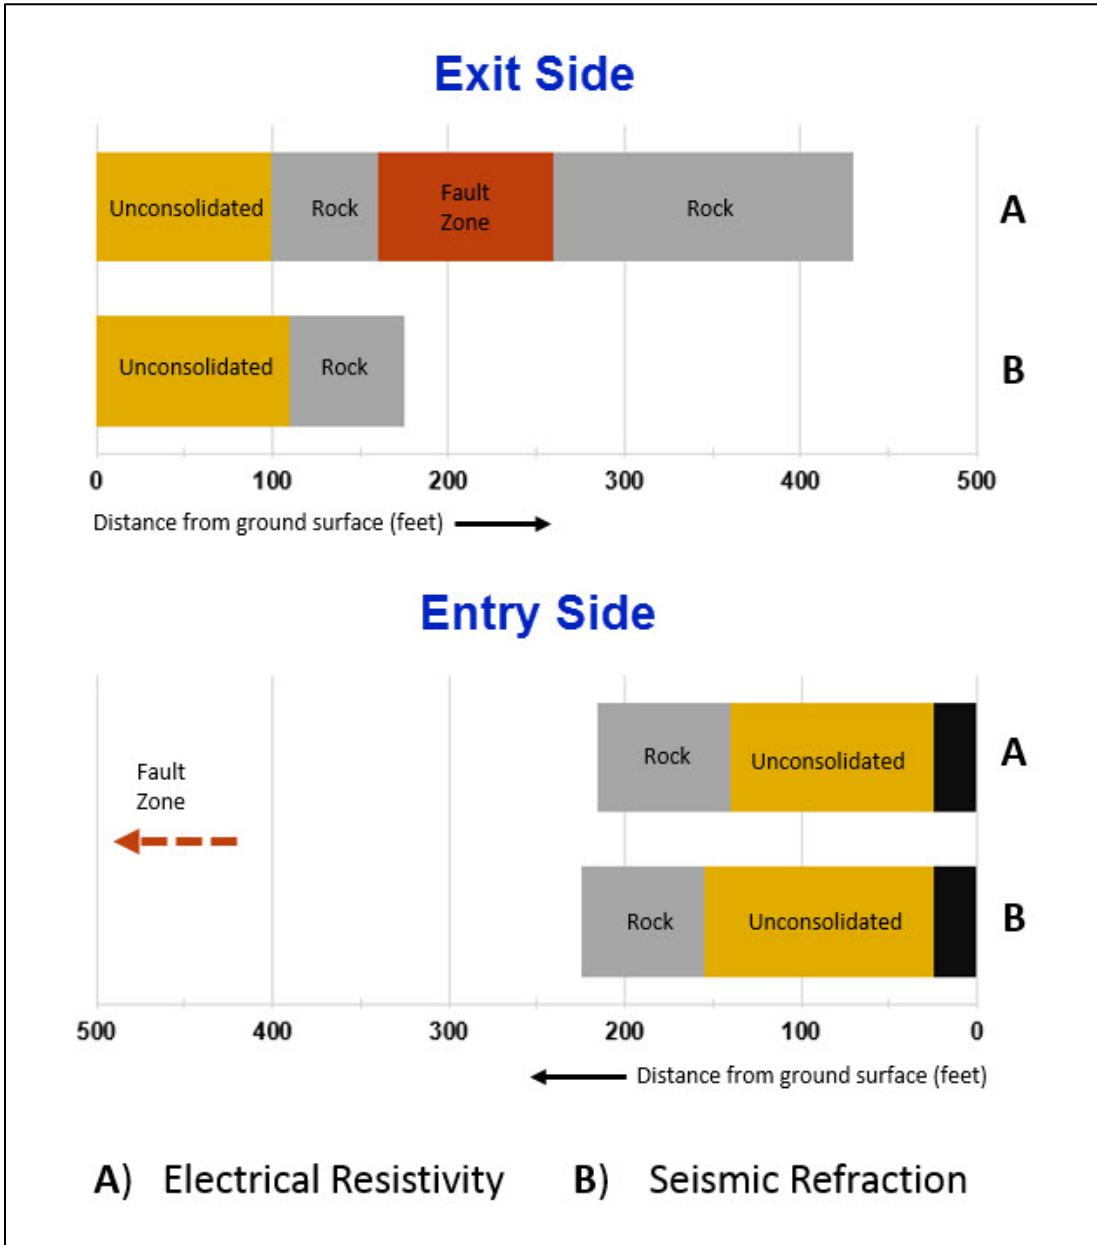 Exit Side
Unconsolidated Rock Fault Zone Rock A
Unconsolidated Rock B
0 100 200 300 400 500
Distance from ground surface (feet)
Entry Side
Fault Zone Rock Unconsolidated A
Rock Unconsolidated B
500 400 300 200 100 0
Distance from ground surface (feet)
A) Electrical Resistivity B) Seismic Refraction